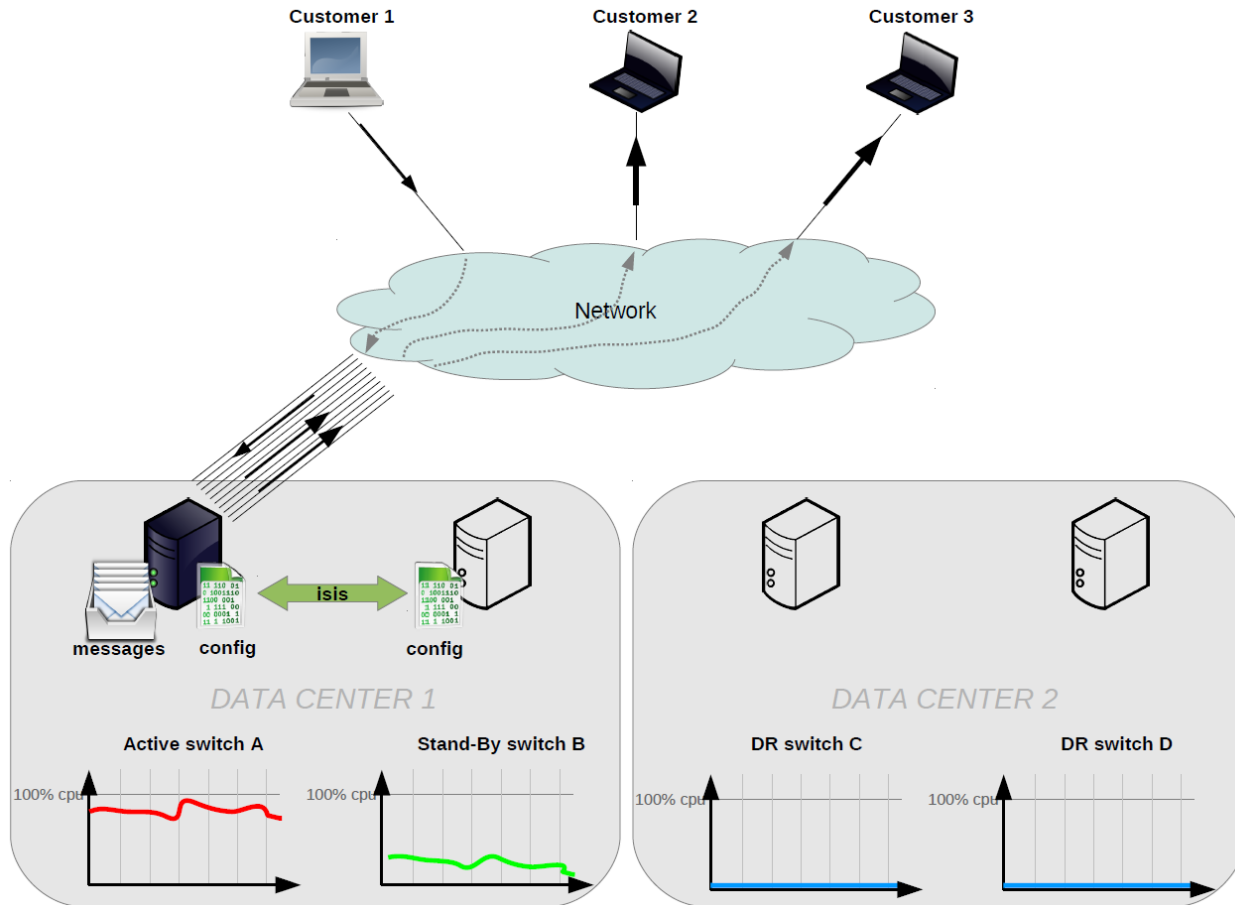 Customer 1
Customer 2
Customer 3
Network
isis
messages
config
config
DATA CENTER 1
DATA CENTER 2
Active switch A
Stand-By switch B
DR switch C
DR switch D
100% cpu
100% cpu
100% cpu
100% cpu